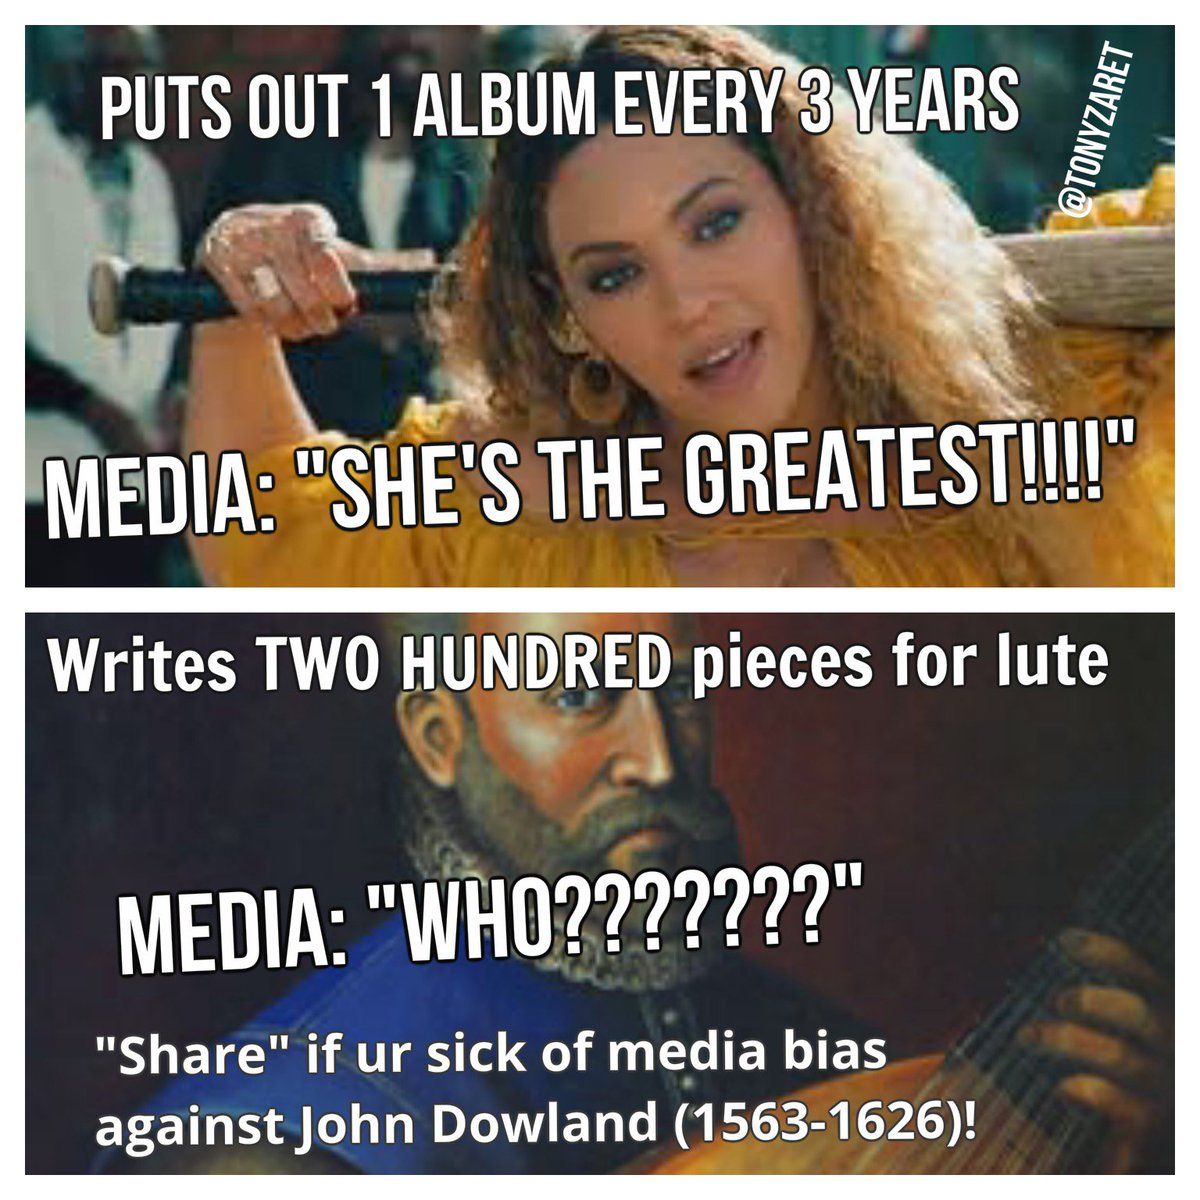 PUTS OUT 1 ALBUM EVERY 3 YEARS
@TONYZARET
MEDIA: "SHE'S THE GREATEST!!!!"
Writes TWO HUNDRED pieces for lute
MEDIA: "WHO???????"
"Share" if ur sick of media bias
against John Dowland (1563-1626)!